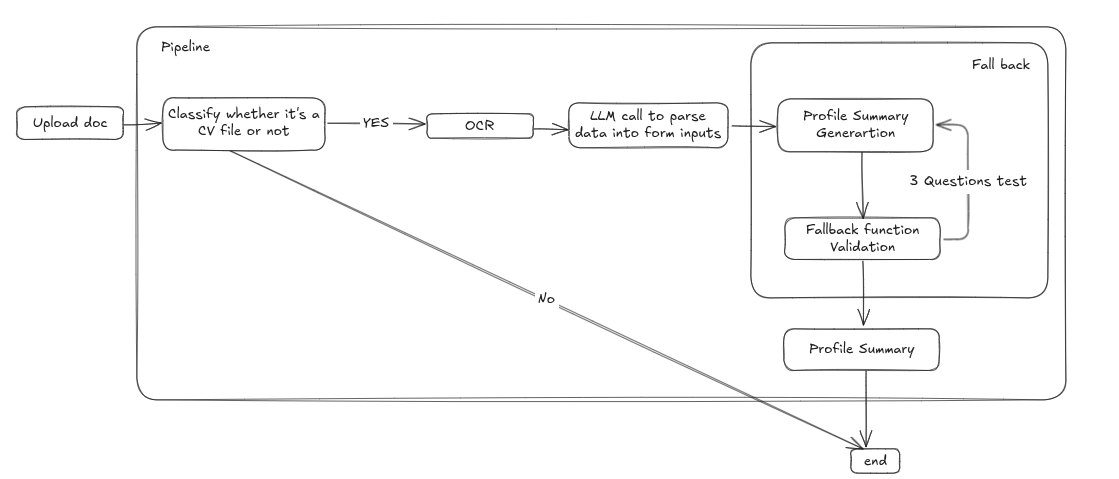 Pipeline
Fall back
Upload doc
Classify whether it's a
CV file or not
YES
OCR
LLM call to parse
data into form inputs
Profile Summary
Generartion
3 Questions test
Fallback function
Validation
No
Profile Summary
end